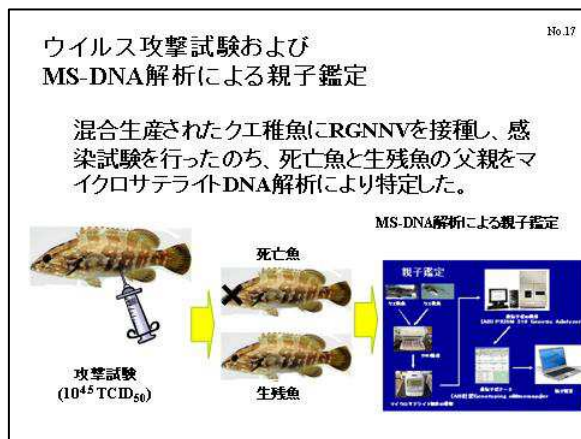 No.17
ウイルス攻撃試験および
MS-DNA解析による親子鑑定
混合生産されたクエ稚魚にRGNNVを接種し、感
染試験を行ったのち、死亡魚と生残魚の父親をマ
イクロサテライトDNA解析により特定した。
MS-DNA解析による親子鑑定
死亡魚
親子鑑定
攻撃試験
(10^4.5 TCID50)
生残魚